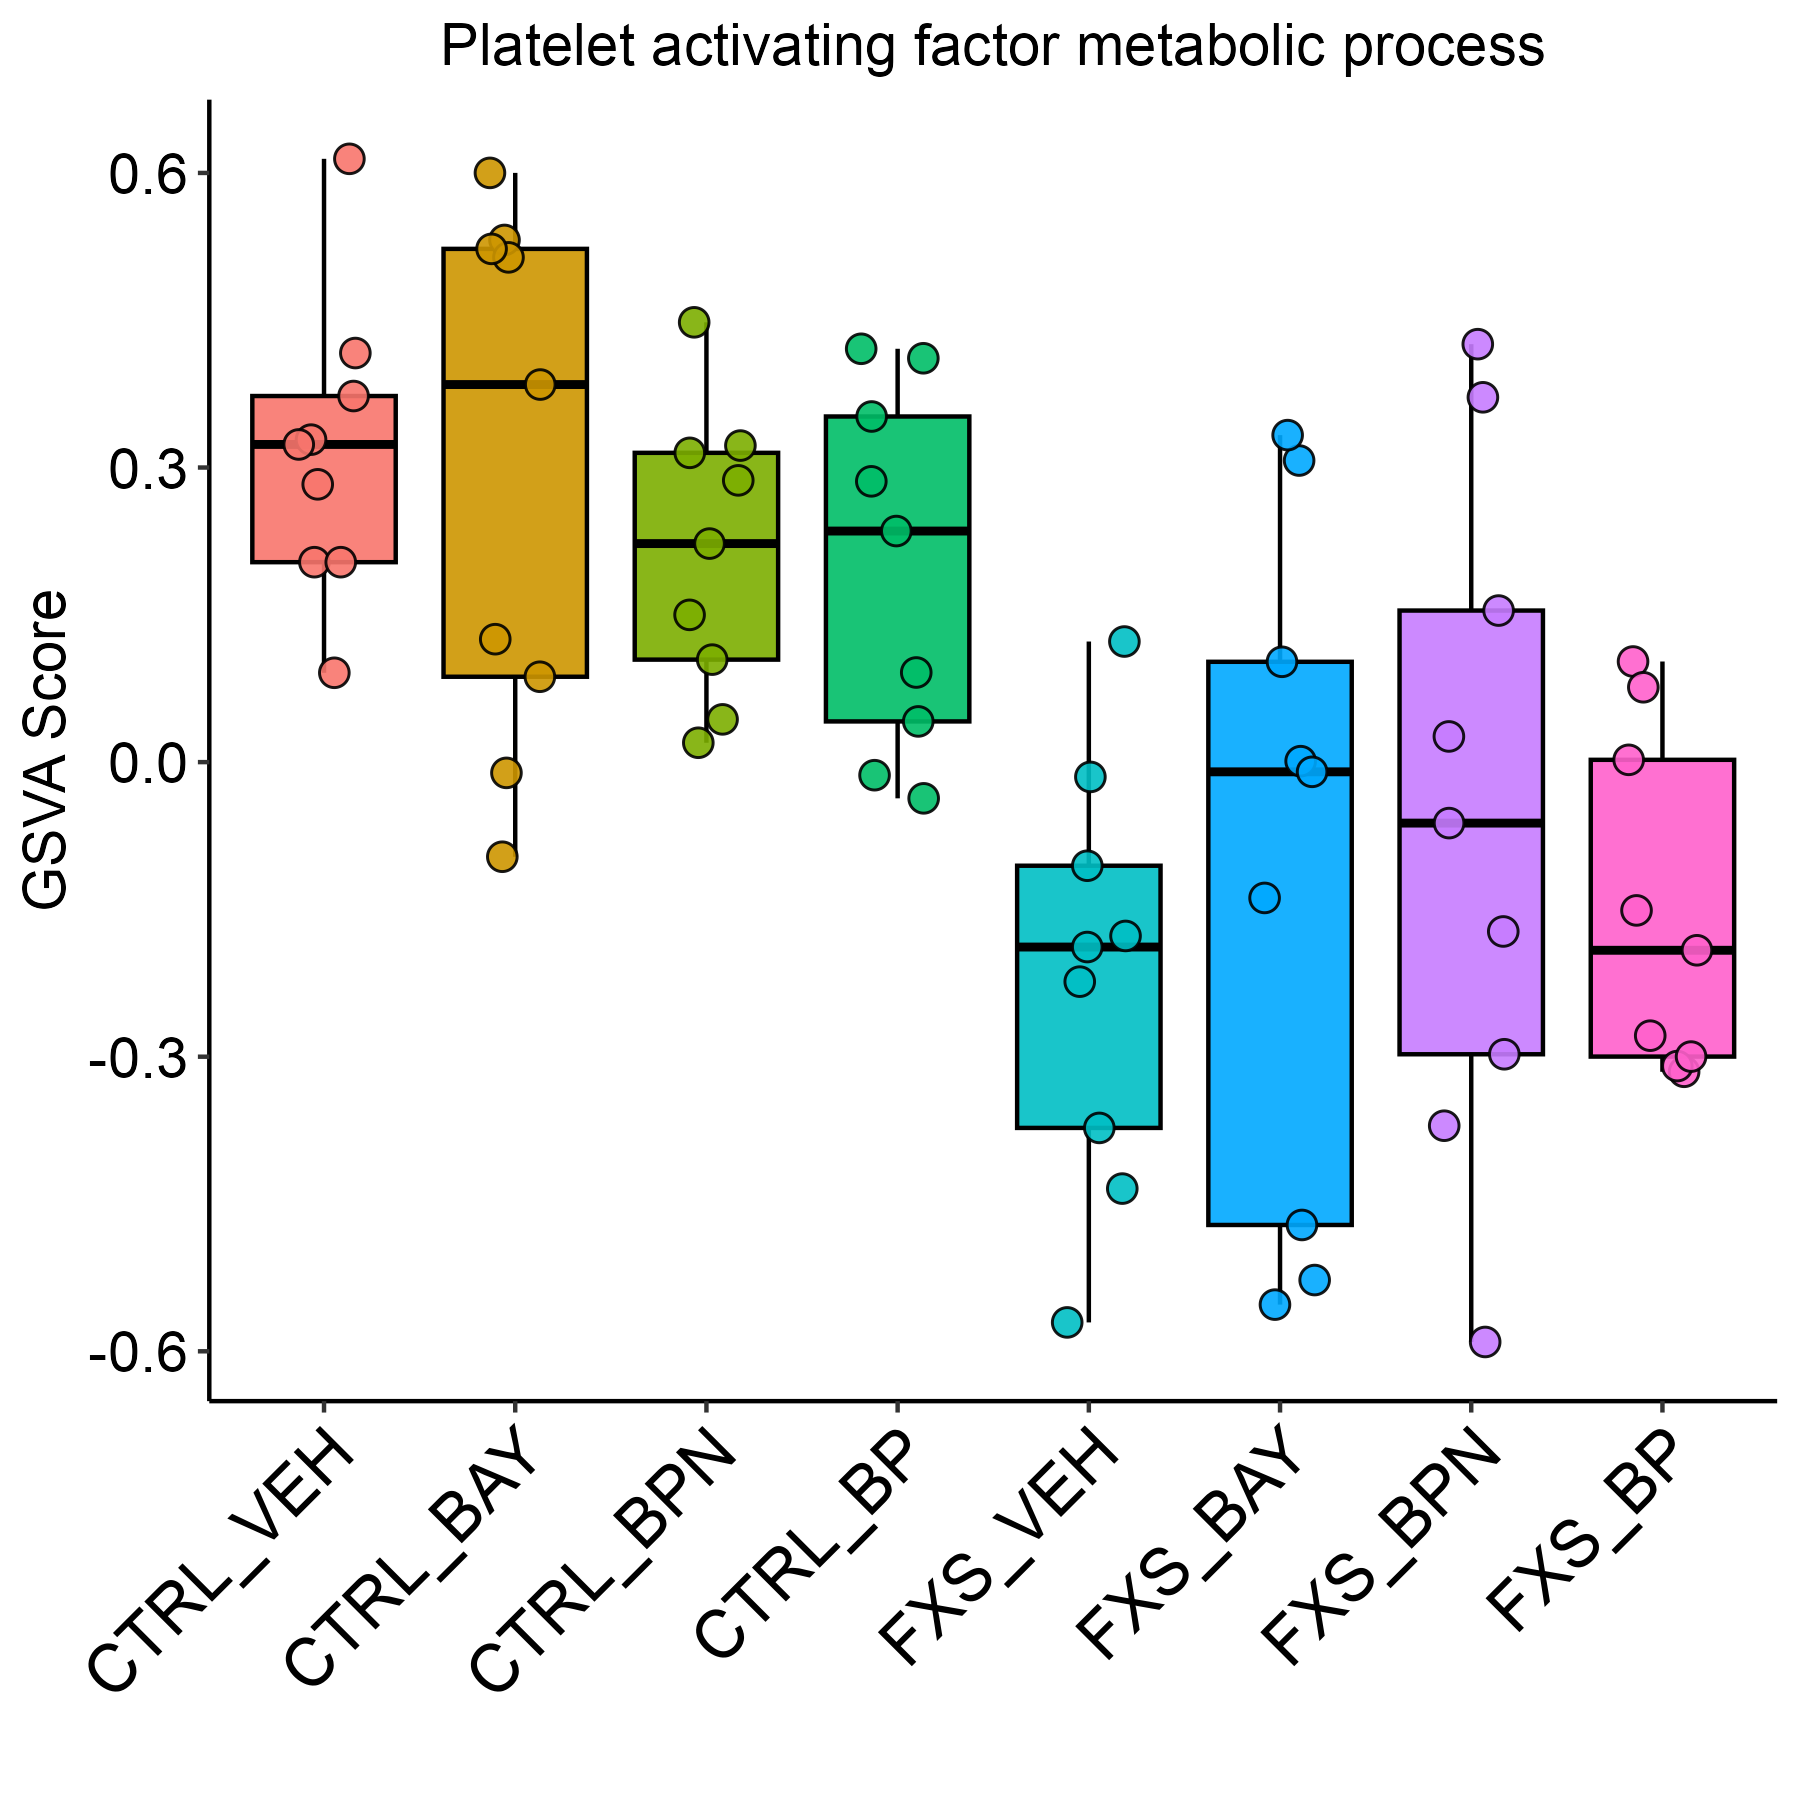 Platelet activating factor metabolic process
GSVA Score
0.6
0.3
0.0
-0.3
-0.6
CTRL_VEH
CTRL_BAY
CTRL_BPN
CTRL_BP
FXS_VEH
FXS_BAY
FXS_BPN
FXS_BP